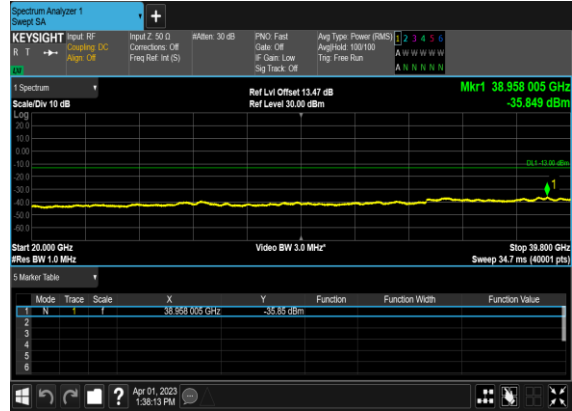 Spectrum Analyzer 1
Swept SA
+
KEYSIGHT
R T
LW
Input: RF
Coupling: DC
Align: Off
Input Z: 50 Ω
Corrections: Off
Freq Ref: Int (S)
#Atten: 30 dB
PNO: Fast
Gate: Off
IF Gain: Low
Sig Track: Off
Avg Type: Power (RMS)
Avg|Hold: 100/100
Trig: Free Run
1 2 3 4 5 6
A W W W W W
A N N N N N
1 Spectrum
Scale/Div 10 dB
Ref Lvl Offset 13.47 dB
Ref Level 30.00 dBm
Mkr1 38.958 005 GHz
-35.849 dBm
Log
20.0
10.0
0.00
-10.0
DL1 -13.00 dBm
-20.0
-30.0
1
-40.0
-50.0
-60.0
Start 20.000 GHz
Video BW 3.0 MHz*
Stop 39.800 GHz
#Res BW 1.0 MHz
Sweep 34.7 ms (40001 pts)
5 Marker Table
Mode Trace Scale X Y Function Function Width Function Value
1 N 1 f 38.958 005 GHz -35.85 dBm
2
3
4
5
6
?
Apr 01, 2023
1:38:13 PM